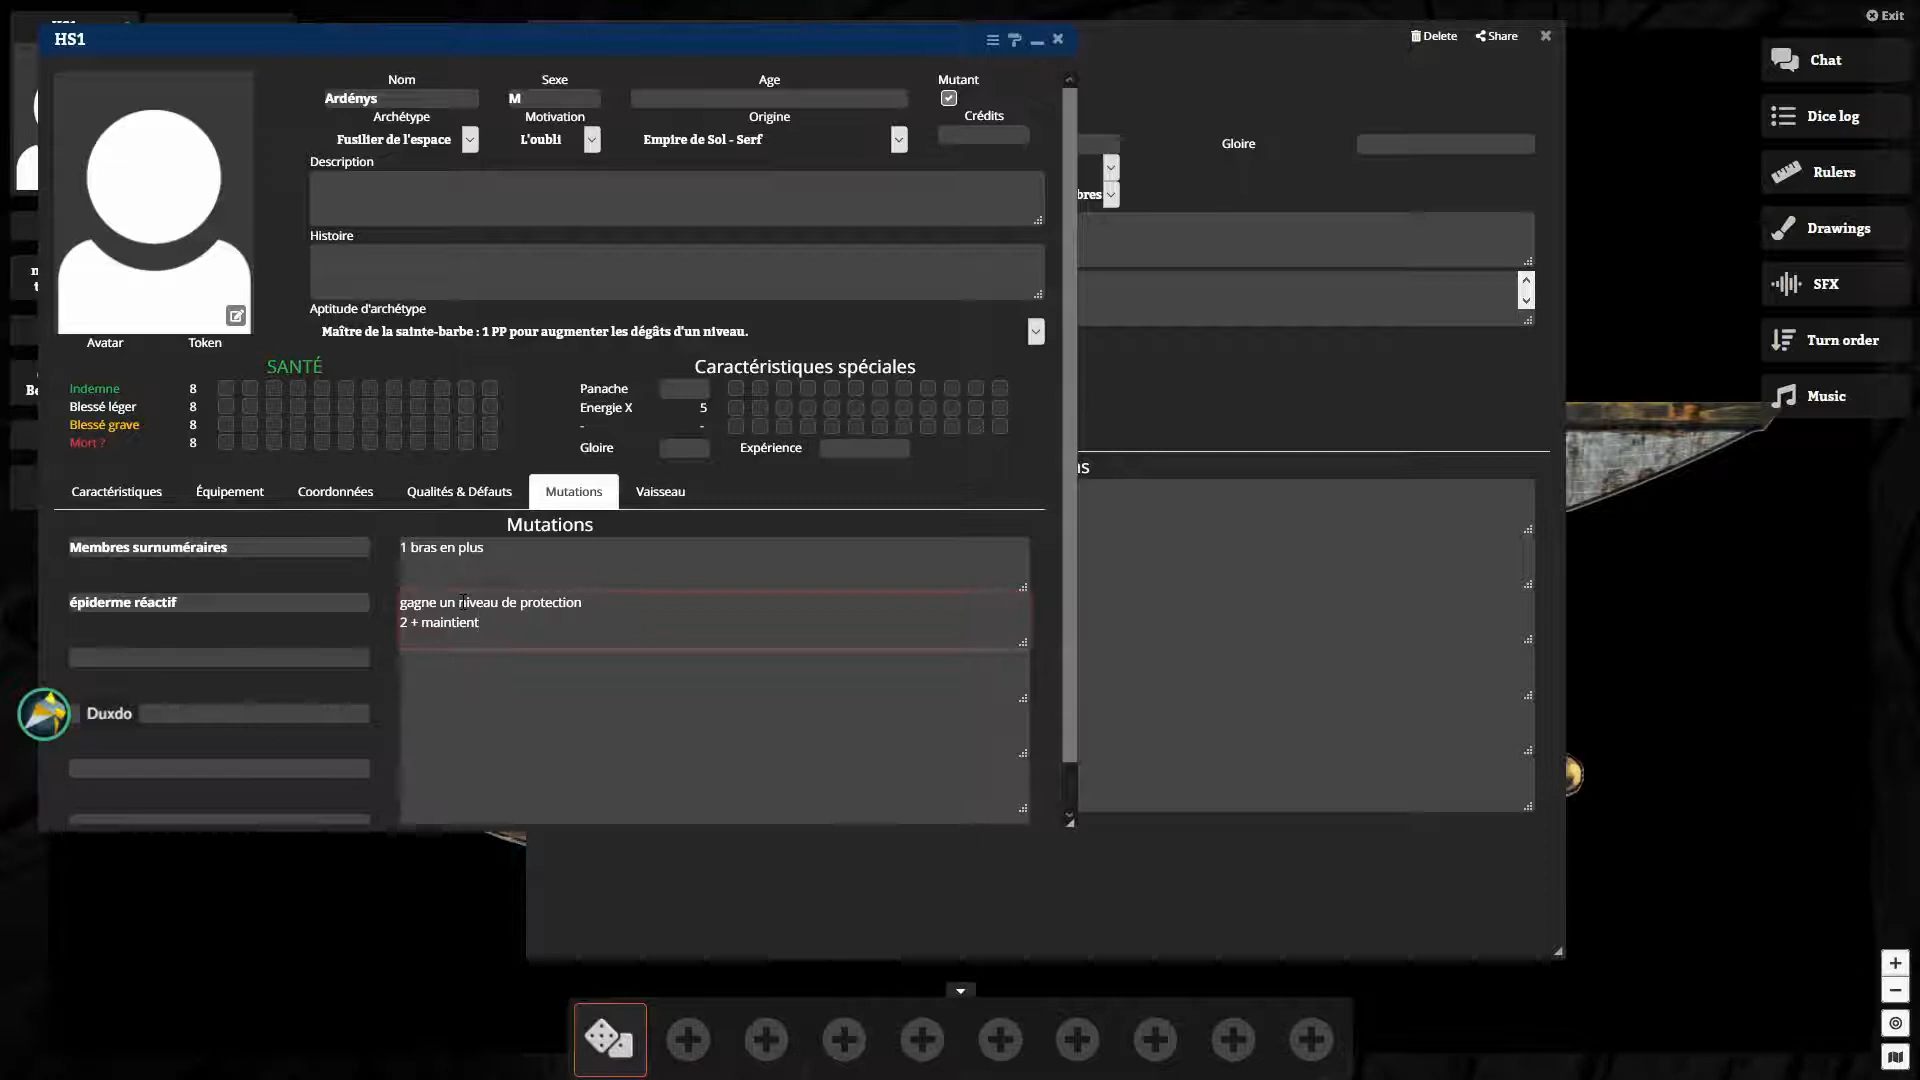 HS1
Exit
Delete
Share
Nom
Sexe
Age
Mutant
Ardénys
M
Archétype
Motivation
Origine
Crédits
Fusilier de l'espace
L'oubli
Empire de Sol - Serf
Description
Histoire
Aptitude d'archétype
Maître de la sainte-barbe : 1 PP pour augmenter les dégâts d'un niveau.
Avatar
Token
SANTÉ
Indemne 8
Blessé léger 8
Blessé grave 8
Mort ? 8
Caractéristiques spéciales
Panache
Energie X 5
- -
Gloire
Expérience
Caractéristiques
Équipement
Coordonnées
Qualités & Défauts
Mutations
Vaisseau
Mutations
Membres surnuméraires
1 bras en plus
épiderme réactif
gagne un niveau de protection
2 + maintient
Duxdo
Gloire
bres
ns
Chat
Dice log
Rulers
Drawings
SFX
Turn order
Music